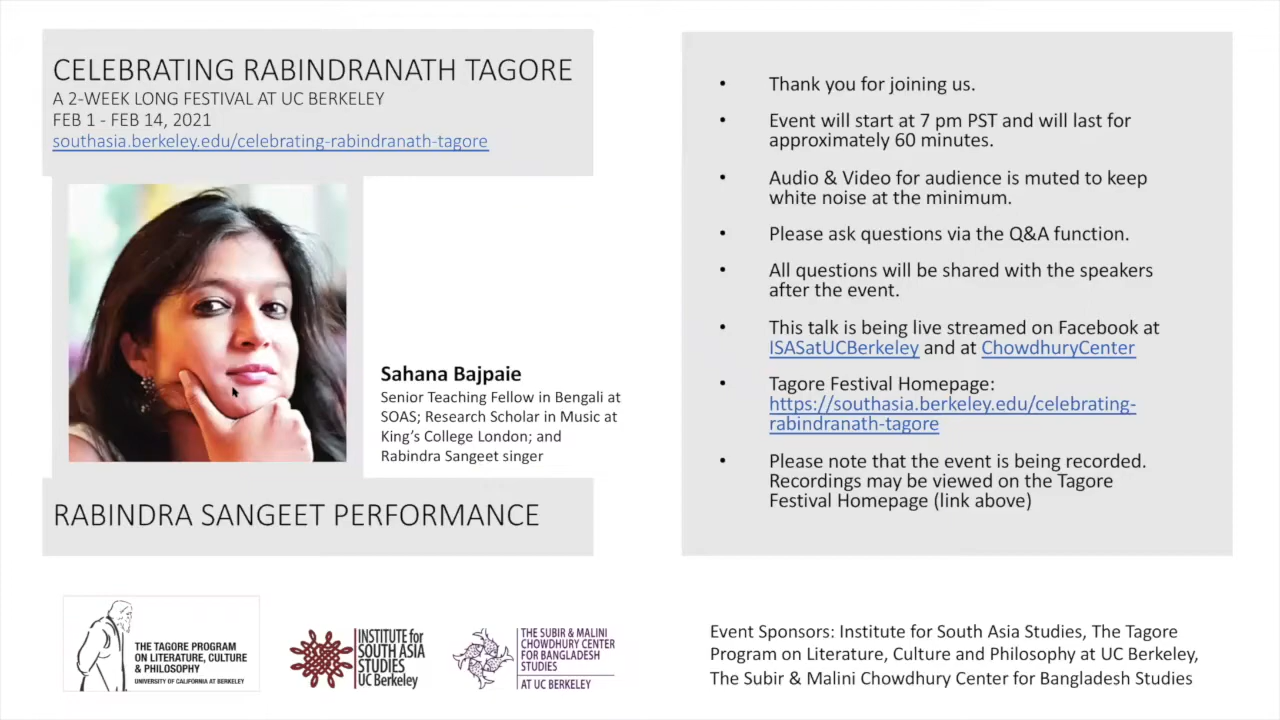 CELEBRATING RABINDRANATH TAGORE
A 2-WEEK LONG FESTIVAL AT UC BERKELEY
FEB 1 - FEB 14, 2021
southasia.berkeley.edu/celebrating-rabindranath-tagore
Sahana Bajpaie
Senior Teaching Fellow in Bengali at
SOAS; Research Scholar in Music at
King's College London; and
Rabindra Sangeet singer
RABINDRA SANGEET PERFORMANCE
• Thank you for joining us.
• Event will start at 7 pm PST and will last for
approximately 60 minutes.
• Audio & Video for audience is muted to keep
white noise at the minimum.
• Please ask questions via the Q&A function.
• All questions will be shared with the speakers
after the event.
• This talk is being live streamed on Facebook at
ISASatUCBerkeley and at ChowdhuryCenter
• Tagore Festival Homepage:
https://southasia.berkeley.edu/celebrating-
rabindranath-tagore
• Please note that the event is being recorded.
Recordings may be viewed on the Tagore
Festival Homepage (link above)
THE TAGORE PROGRAM
ON LITERATURE, CULTURE
& PHILOSOPHY
UNIVERSITY OF CALIFORNIA AT BERKELEY
INSTITUTE for
SOUTH ASIA
STUDIES
UC Berkeley
THE SUBIR & MALINI
CHOWDHURY CENTER
FOR BANGLADESH
STUDIES
AT UC BERKELEY
Event Sponsors: Institute for South Asia Studies, The Tagore
Program on Literature, Culture and Philosophy at UC Berkeley,
The Subir & Malini Chowdhury Center for Bangladesh Studies